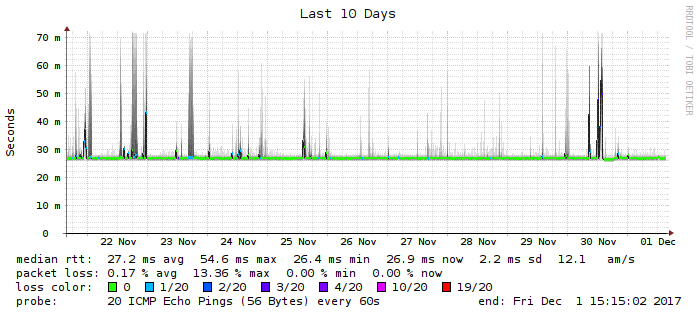 Last 10 Days
RRDTOOL / TOBI OETIKER
Seconds
70 m
60 m
50 m
40 m
30 m
20 m
10 m
0
22 Nov 23 Nov 24 Nov 25 Nov 26 Nov 27 Nov 28 Nov 29 Nov 30 Nov 01 Dec
median rtt: 27.2 ms avg 54.6 ms max 26.4 ms min 26.9 ms now 2.2 ms sd 12.1 am/s
packet loss: 0.17 % avg 13.36 % max 0.00 % min 0.00 % now
loss color: 0 1/20 2/20 3/20 4/20 10/20 19/20
probe: 20 ICMP Echo Pings (56 Bytes) every 60s end: Fri Dec 1 15:15:02 2017